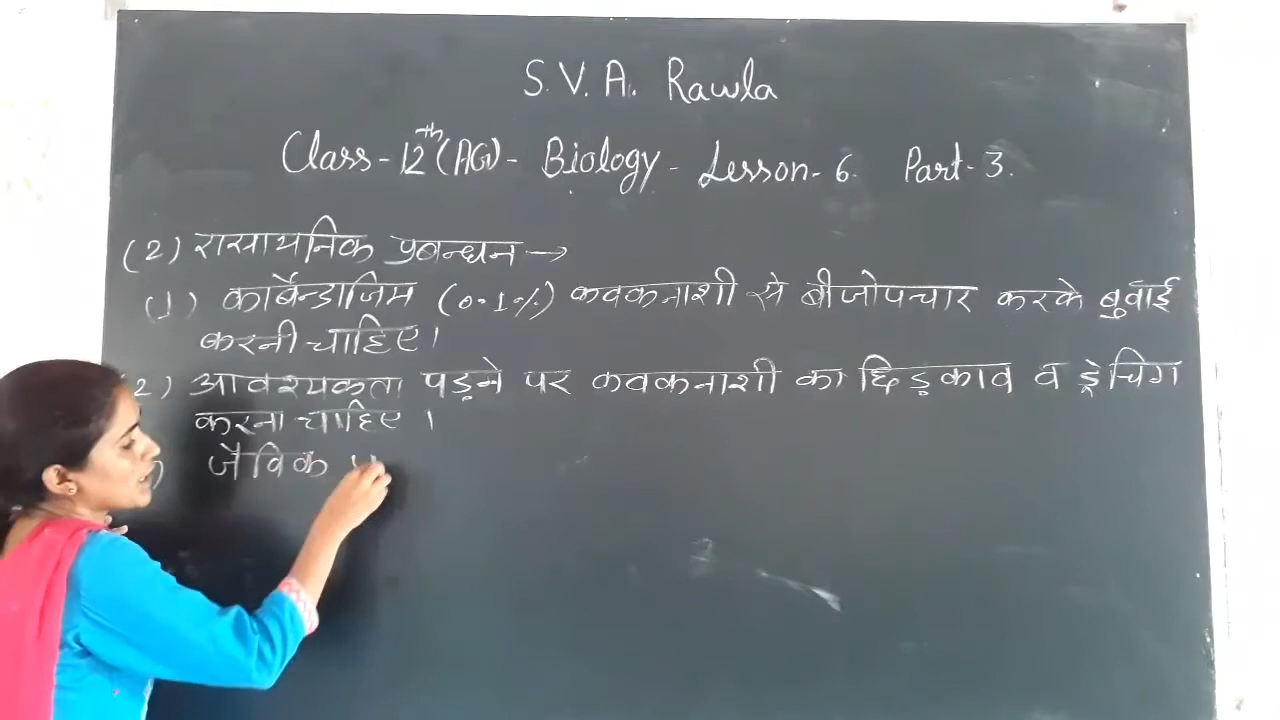 S.V.A. Rawla
Class-12th (AG)- Biology - Lesson-6. Part-3.
(2) रासायनिक प्रबन्धन →
(1) कार्बेन्डाजिम (0.1%) कवकनाशी से बीजोपचार करके बुवाई
करनी चाहिए।
2) आवश्यकता पड़ने पर कवकनाशी का छिड़काव व ड्रेंचिग
करना चाहिए ।
) जैविक